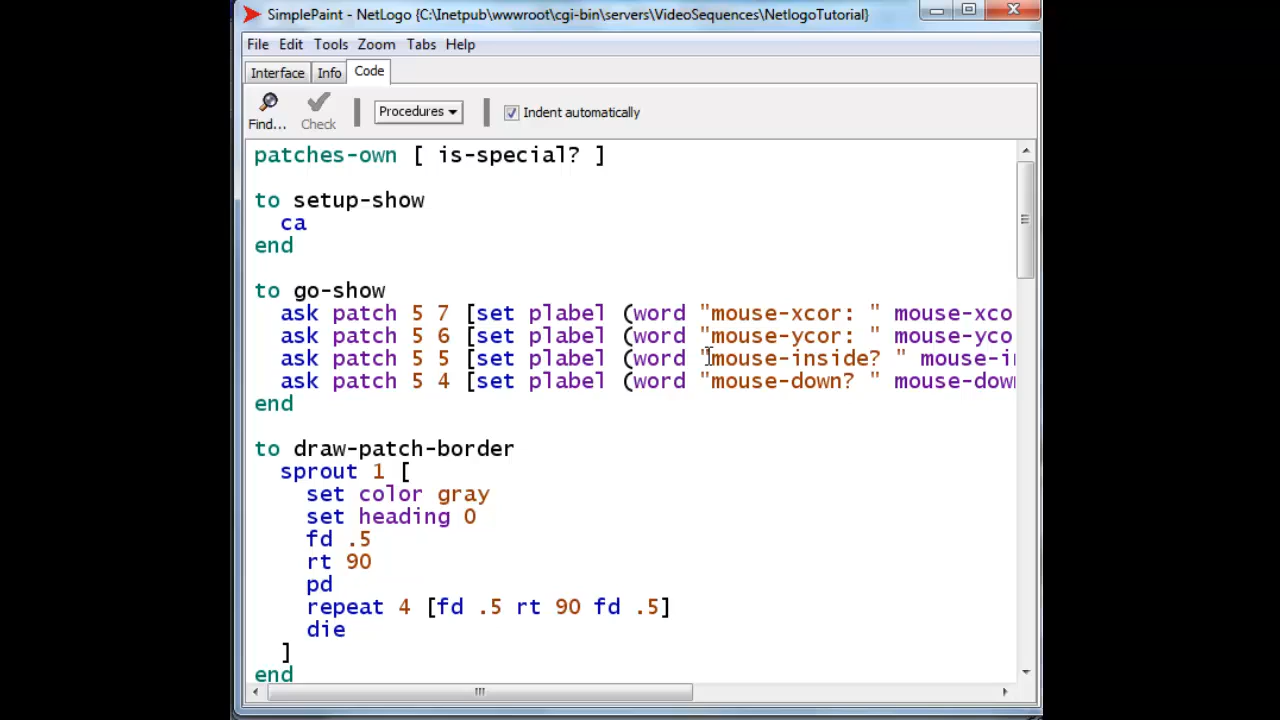 SimplePaint - NetLogo {C:\Inetpub\wwwroot\cgi-bin\servers\VideoSequences\NetlogoTutorial}
File Edit Tools Zoom Tabs Help
Interface Info Code
Find... Check Procedures Indent automatically
patches-own [ is-special? ]
to setup-show
ca
end
to go-show
ask patch 5 7 [set plabel (word "mouse-xcor: " mouse-xco
ask patch 5 6 [set plabel (word "mouse-ycor: " mouse-yco
ask patch 5 5 [set plabel (word "mouse-inside? " mouse-in
ask patch 5 4 [set plabel (word "mouse-down? " mouse-down
end
to draw-patch-border
sprout 1 [
set color gray
set heading 0
fd .5
rt 90
pd
repeat 4 [fd .5 rt 90 fd .5]
die
]
end